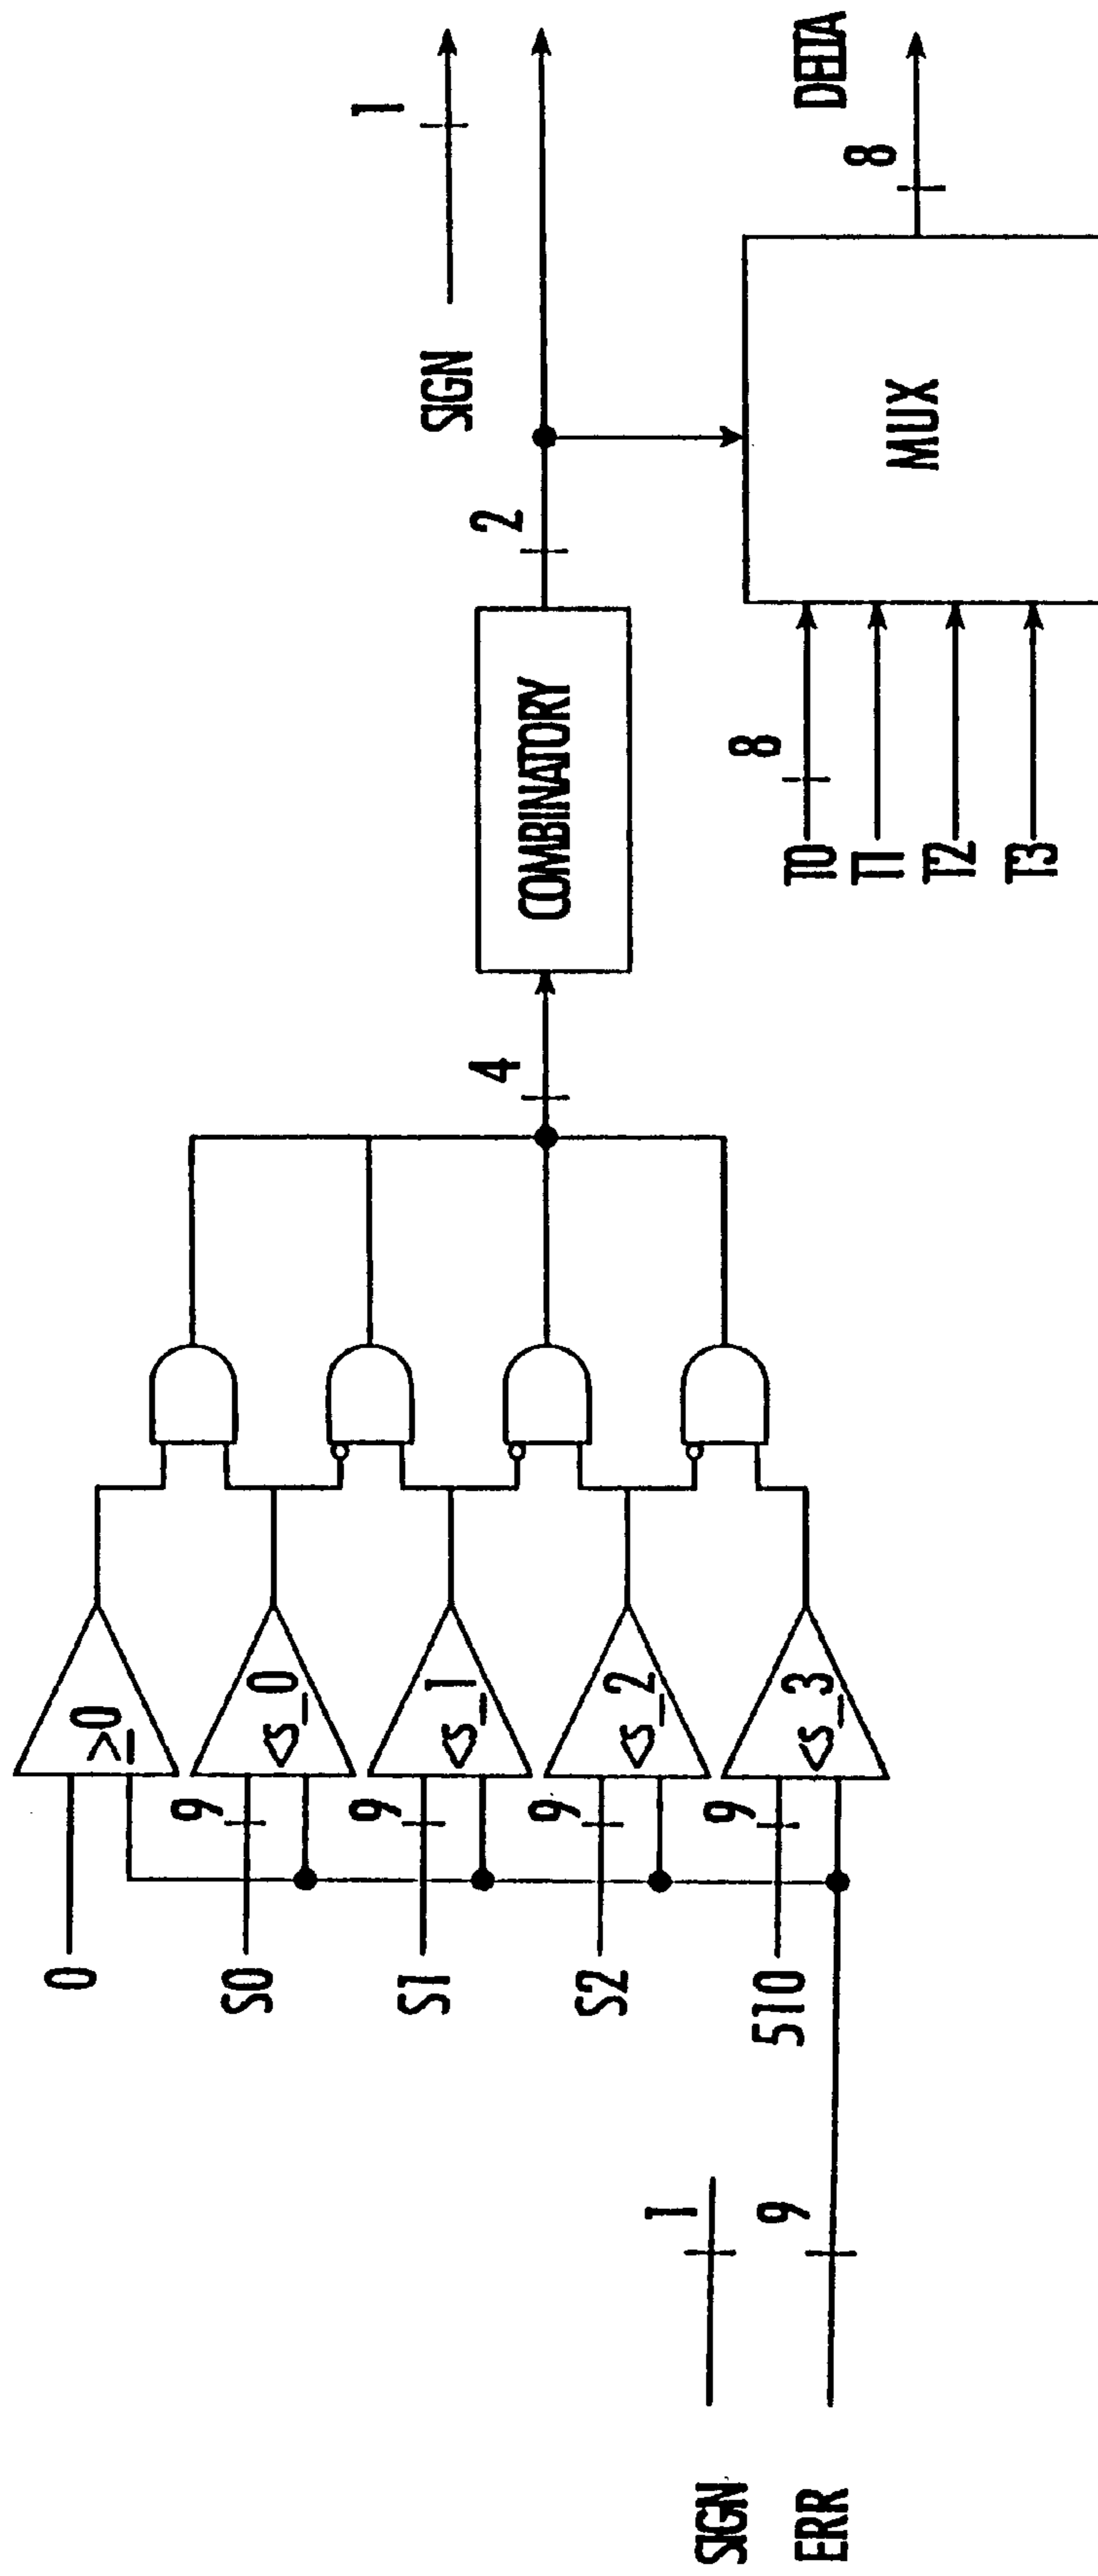 0
≥0
9
S0
<s_0
9
S1
<s_1
9
S2
<s_2
9
510
<s_3
SIGN
1
ERR
9
4
COMBINATORY
2
SIGN
1
T0
8
T1
T2
T3
MUX
8
DELTA